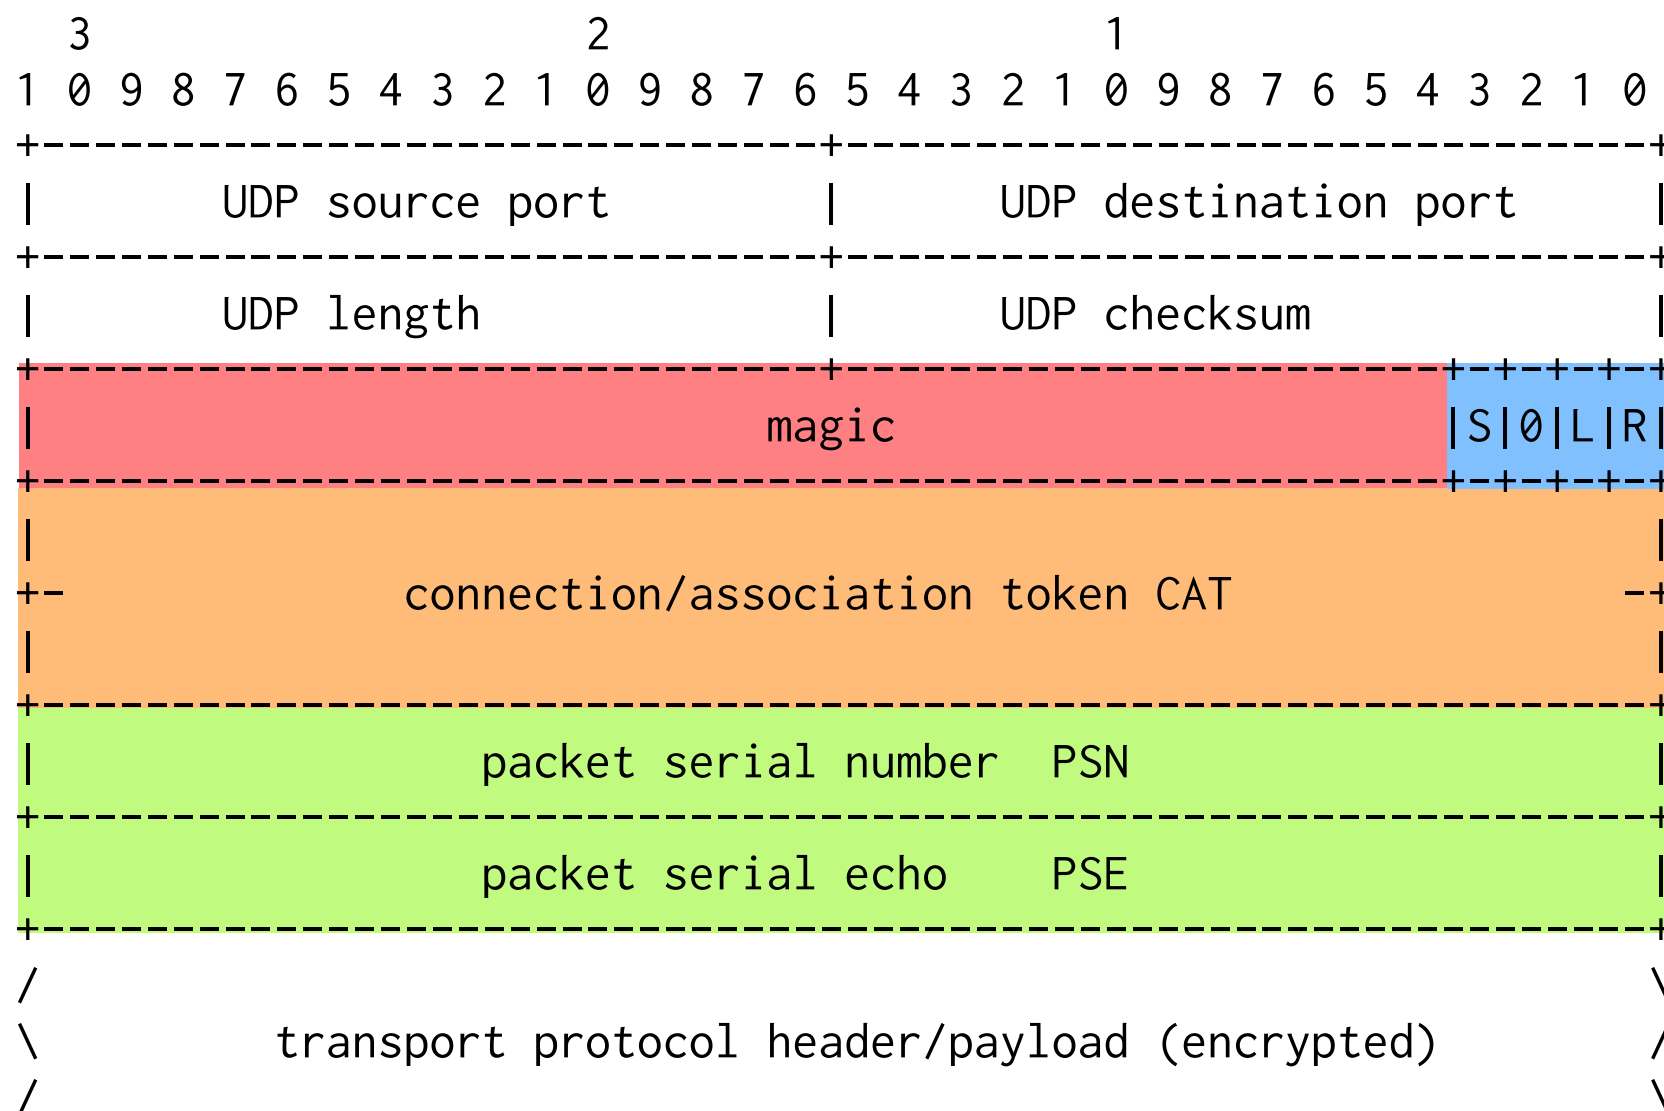 3 2 1
1 0 9 8 7 6 5 4 3 2 1 0 9 8 7 6 5 4 3 2 1 0 9 8 7 6 5 4 3 2 1 0
UDP source port | UDP destination port
UDP length | UDP checksum
magic |S|0|L|R|
connection/association token CAT
packet serial number PSN
packet serial echo PSE
transport protocol header/payload (encrypted)